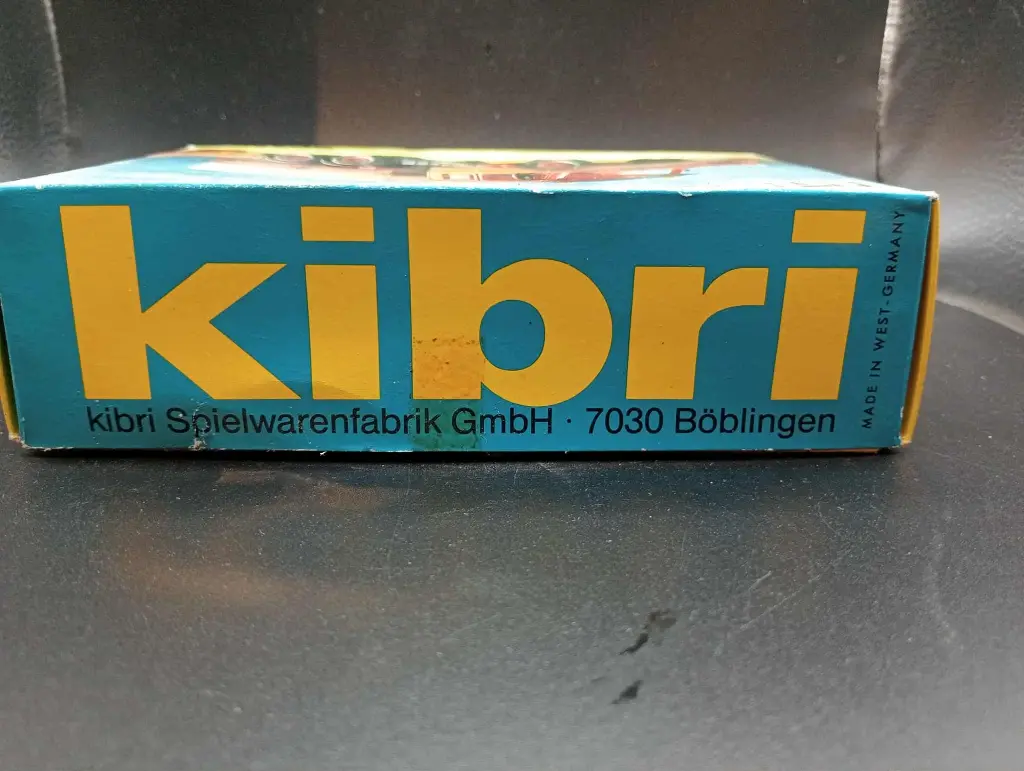 kibri
kibri Spielwarenfabrik GmbH · 7030 Böblingen
MADE IN WEST-GERMANY